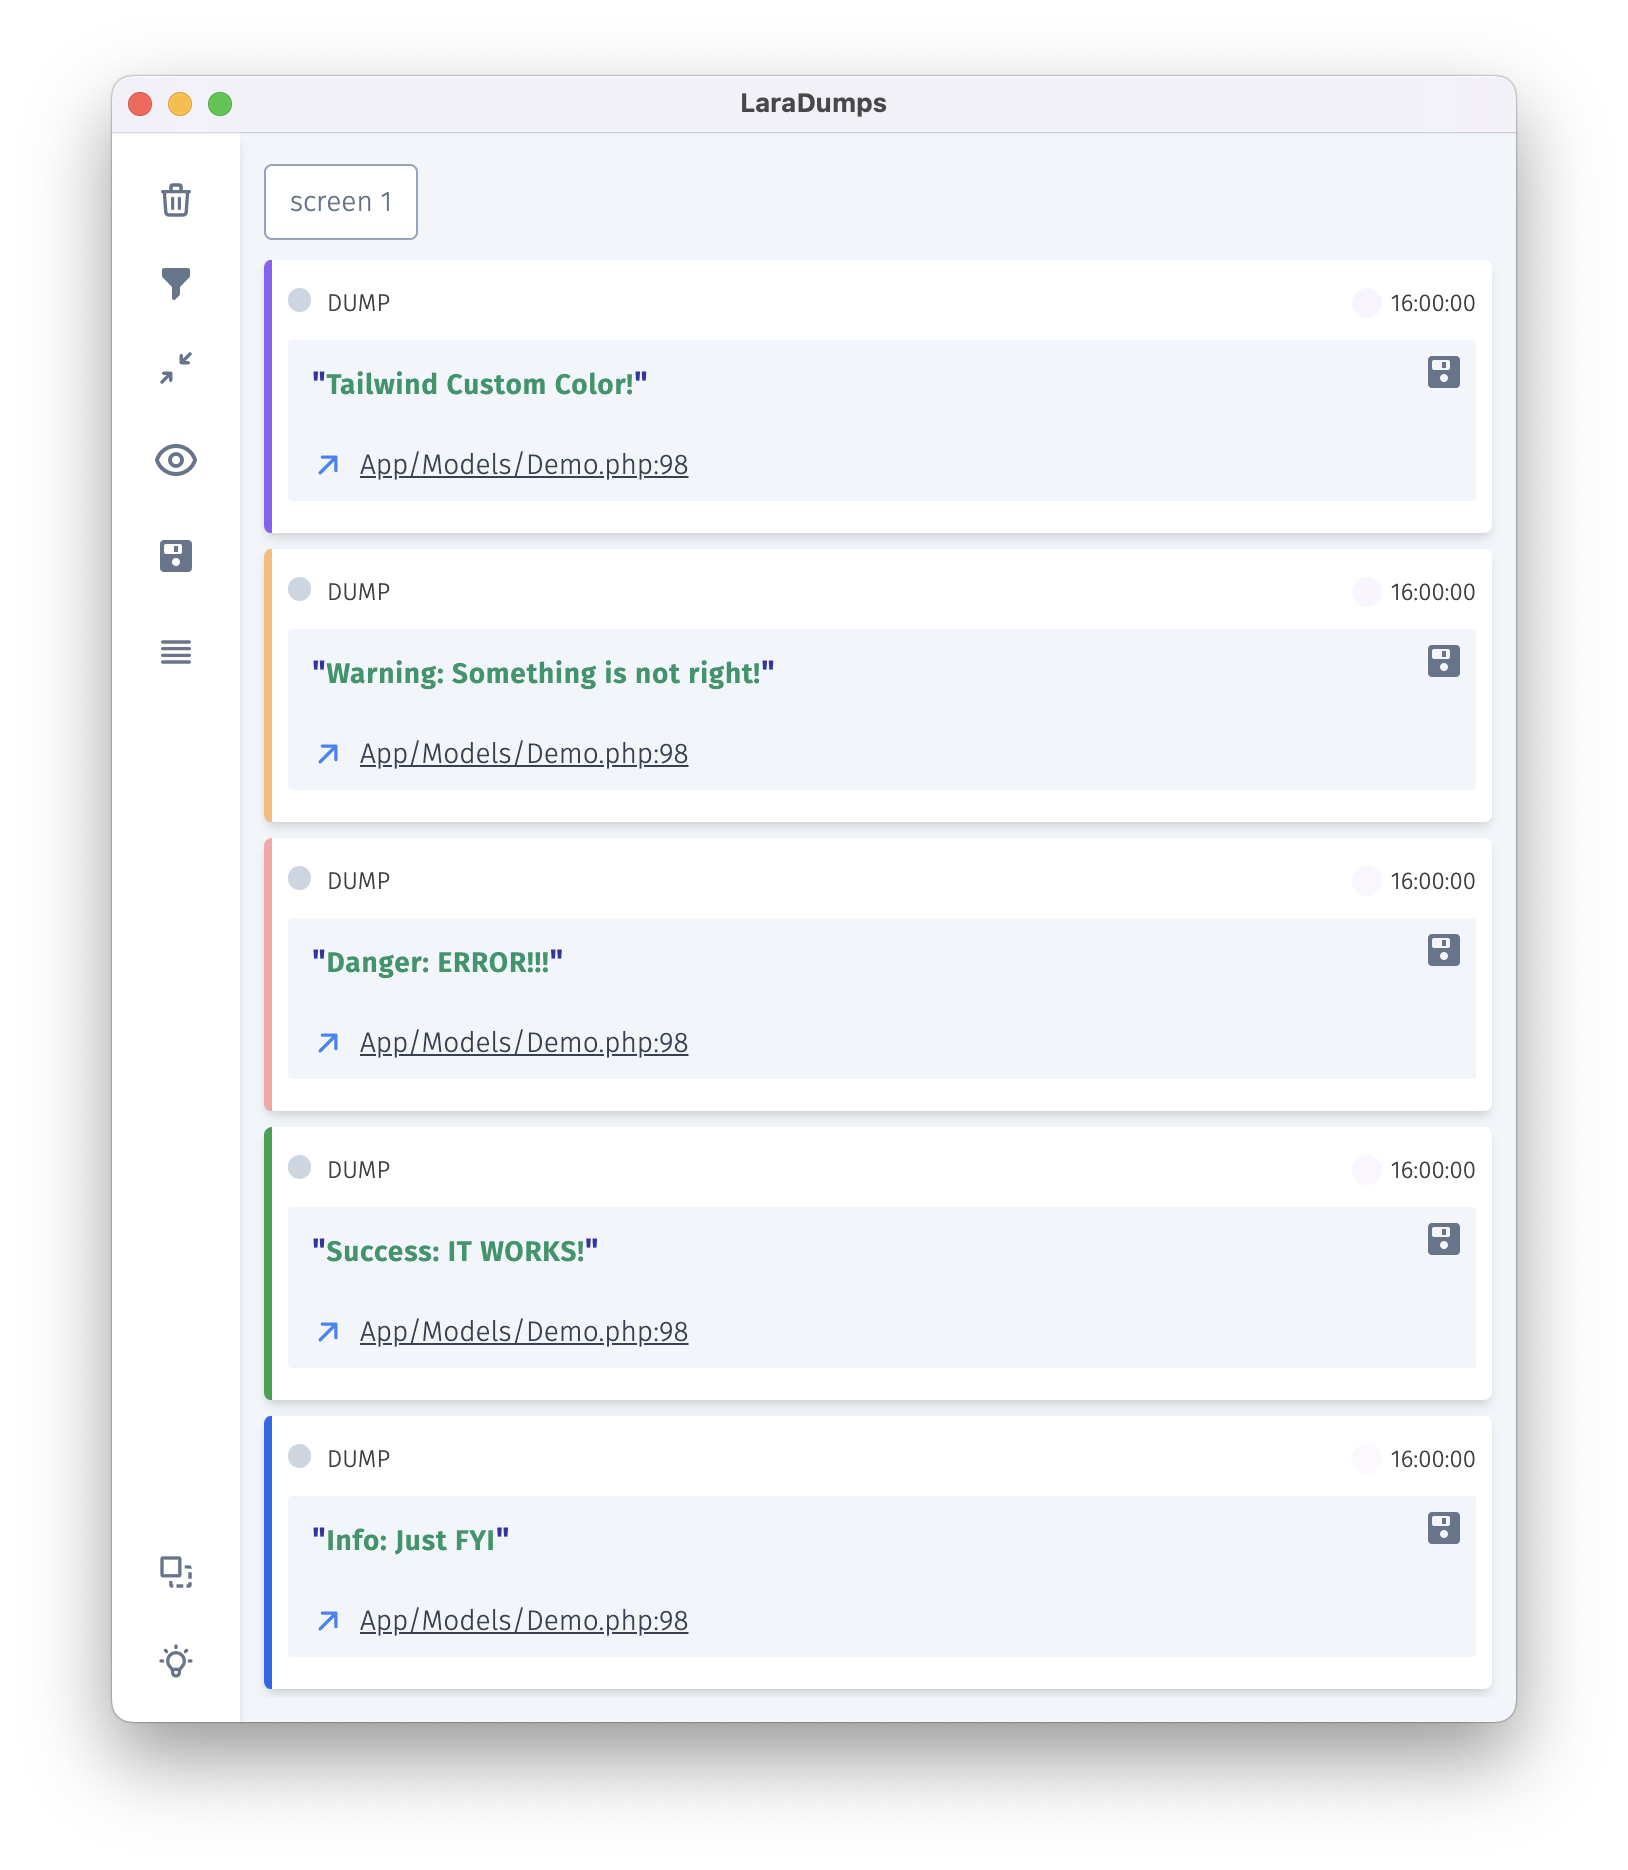 LaraDumps
screen 1
DUMP 16:00:00
"Tailwind Custom Color!"
App/Models/Demo.php:98
DUMP 16:00:00
"Warning: Something is not right!"
App/Models/Demo.php:98
DUMP 16:00:00
"Danger: ERROR!!!"
App/Models/Demo.php:98
DUMP 16:00:00
"Success: IT WORKS!"
App/Models/Demo.php:98
DUMP 16:00:00
"Info: Just FYI"
App/Models/Demo.php:98